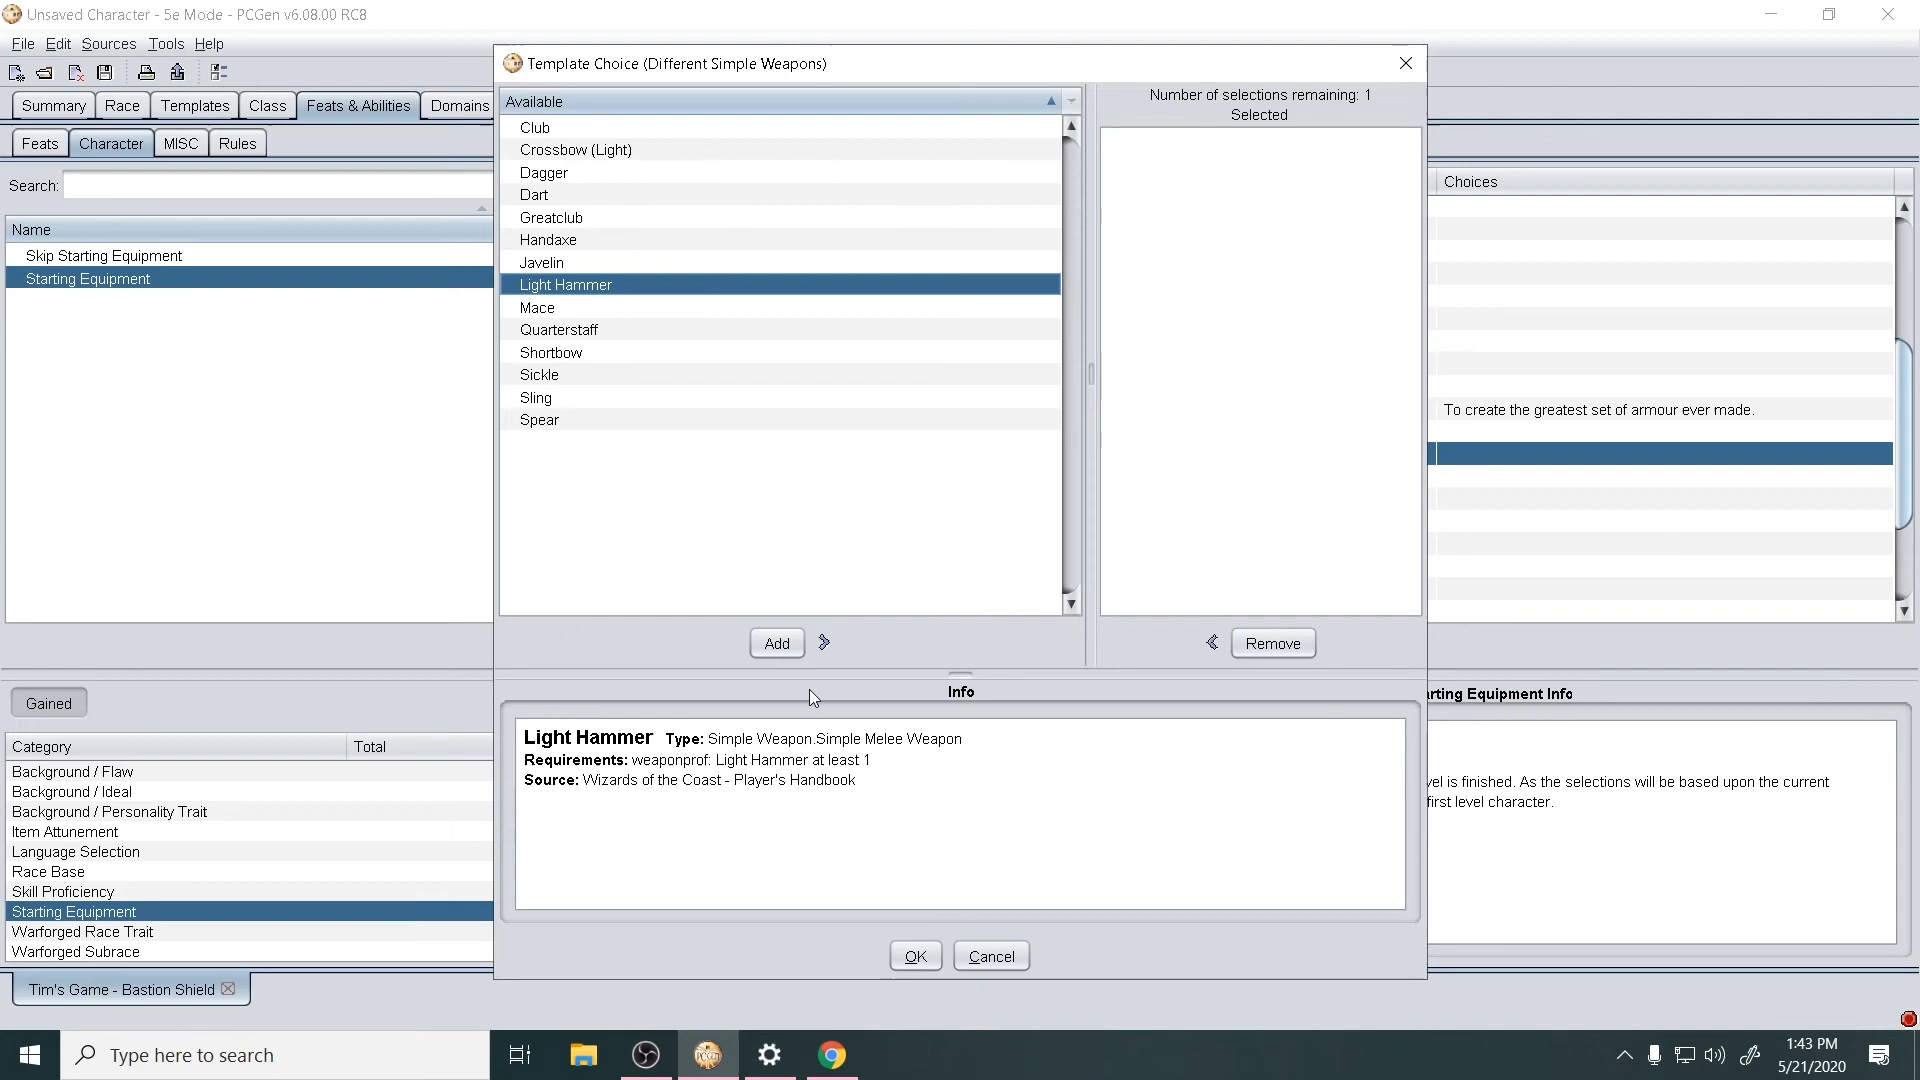 Unsaved Character - 5e Mode - PCGen v6.08.00 RC8
File Edit Sources Tools Help
Template Choice (Different Simple Weapons)
Summary Race Templates Class Feats & Abilities Domains
Feats Character MISC Rules
Search:
Name
Skip Starting Equipment
Starting Equipment
Available
Club
Crossbow (Light)
Dagger
Dart
Greatclub
Handaxe
Javelin
Light Hammer
Mace
Quarterstaff
Shortbow
Sickle
Sling
Spear
Number of selections remaining: 1
Selected
Choices
To create the greatest set of armour ever made.
Add
Remove
Info
Light Hammer Type: Simple Weapon.Simple Melee Weapon
Requirements: weaponprof: Light Hammer at least 1
Source: Wizards of the Coast - Player's Handbook
OK Cancel
rting Equipment Info
vel is finished. As the selections will be based upon the current
first level character.
Gained
Category Total
Background / Flaw
Background / Ideal
Background / Personality Trait
Item Attunement
Language Selection
Race Base
Skill Proficiency
Starting Equipment
Warforged Race Trait
Warforged Subrace
Tim's Game - Bastion Shield
Type here to search
PCGen
1:43 PM
5/21/2020